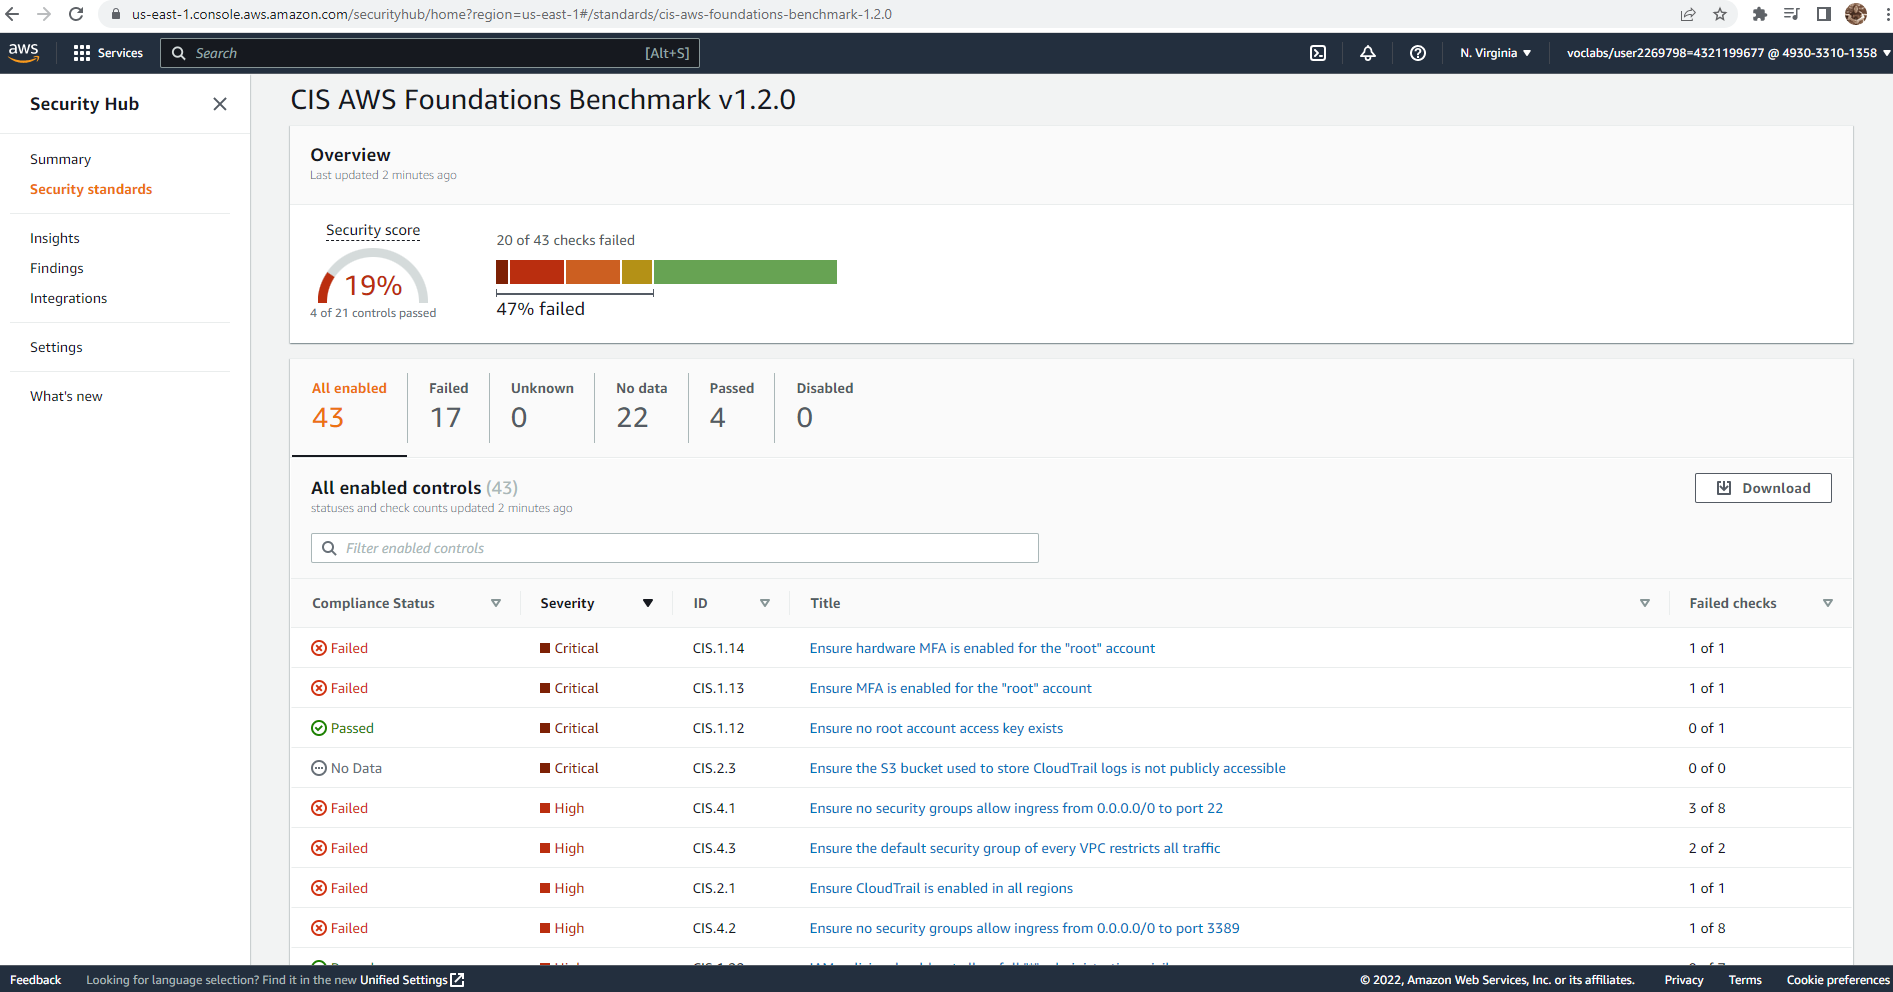 us-east-1.console.aws.amazon.com/securityhub/home?region=us-east-1#/standards/cis-aws-foundations-benchmark-1.2.0
aws Services Search [Alt+S] N. Virginia voclabs/user2269798=4321199677 @ 4930-3310-1358
Security Hub
Summary
Security standards
Insights
Findings
Integrations
Settings
What's new
CIS AWS Foundations Benchmark v1.2.0
Overview
Last updated 2 minutes ago
Security score
19%
4 of 21 controls passed
20 of 43 checks failed
47% failed
All enabled Failed Unknown No data Passed Disabled
43 17 0 22 4 0
All enabled controls (43)
statuses and check counts updated 2 minutes ago
Download
Filter enabled controls
Compliance Status Severity ID Title Failed checks
Failed Critical CIS.1.14 Ensure hardware MFA is enabled for the "root" account 1 of 1
Failed Critical CIS.1.13 Ensure MFA is enabled for the "root" account 1 of 1
Passed Critical CIS.1.12 Ensure no root account access key exists 0 of 1
No Data Critical CIS.2.3 Ensure the S3 bucket used to store CloudTrail logs is not publicly accessible 0 of 0
Failed High CIS.4.1 Ensure no security groups allow ingress from 0.0.0.0/0 to port 22 3 of 8
Failed High CIS.4.3 Ensure the default security group of every VPC restricts all traffic 2 of 2
Failed High CIS.2.1 Ensure CloudTrail is enabled in all regions 1 of 1
Failed High CIS.4.2 Ensure no security groups allow ingress from 0.0.0.0/0 to port 3389 1 of 8
Feedback Looking for language selection? Find it in the new Unified Settings © 2022, Amazon Web Services, Inc. or its affiliates. Privacy Terms Cookie preferences